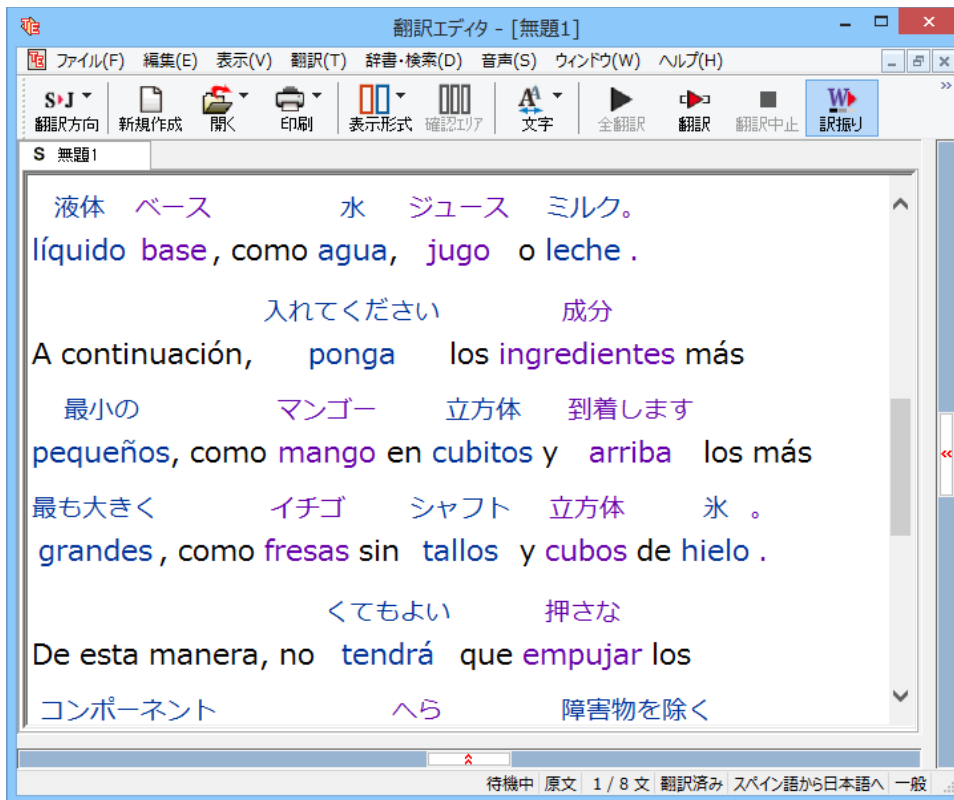 翻訳エディタ - [無題1]
ファイル(F) 編集(E) 表示(V) 翻訳(T) 辞書・検索(D) 音声(S) ウィンドウ(W) ヘルプ(H)
S▸J
翻訳方向 新規作成 開く 印刷 表示形式 確認エリア 文字 全翻訳 翻訳 翻訳中止 訳振り
S 無題1
液体 ベース 水 ジュース ミルク。
líquido base, como agua, jugo o leche.
入れてください 成分
A continuación, ponga los ingredientes más
最小の マンゴー 立方体 到着します
pequeños, como mango en cubitos y arriba los más
最も大きく イチゴ シャフト 立方体 氷 。
grandes, como fresas sin tallos y cubos de hielo.
くてもよい 押さな
De esta manera, no tendrá que empujar los
コンポーネント へら 障害物を除く
待機中 原文 1 / 8 文 翻訳済み スペイン語から日本語へ 一般